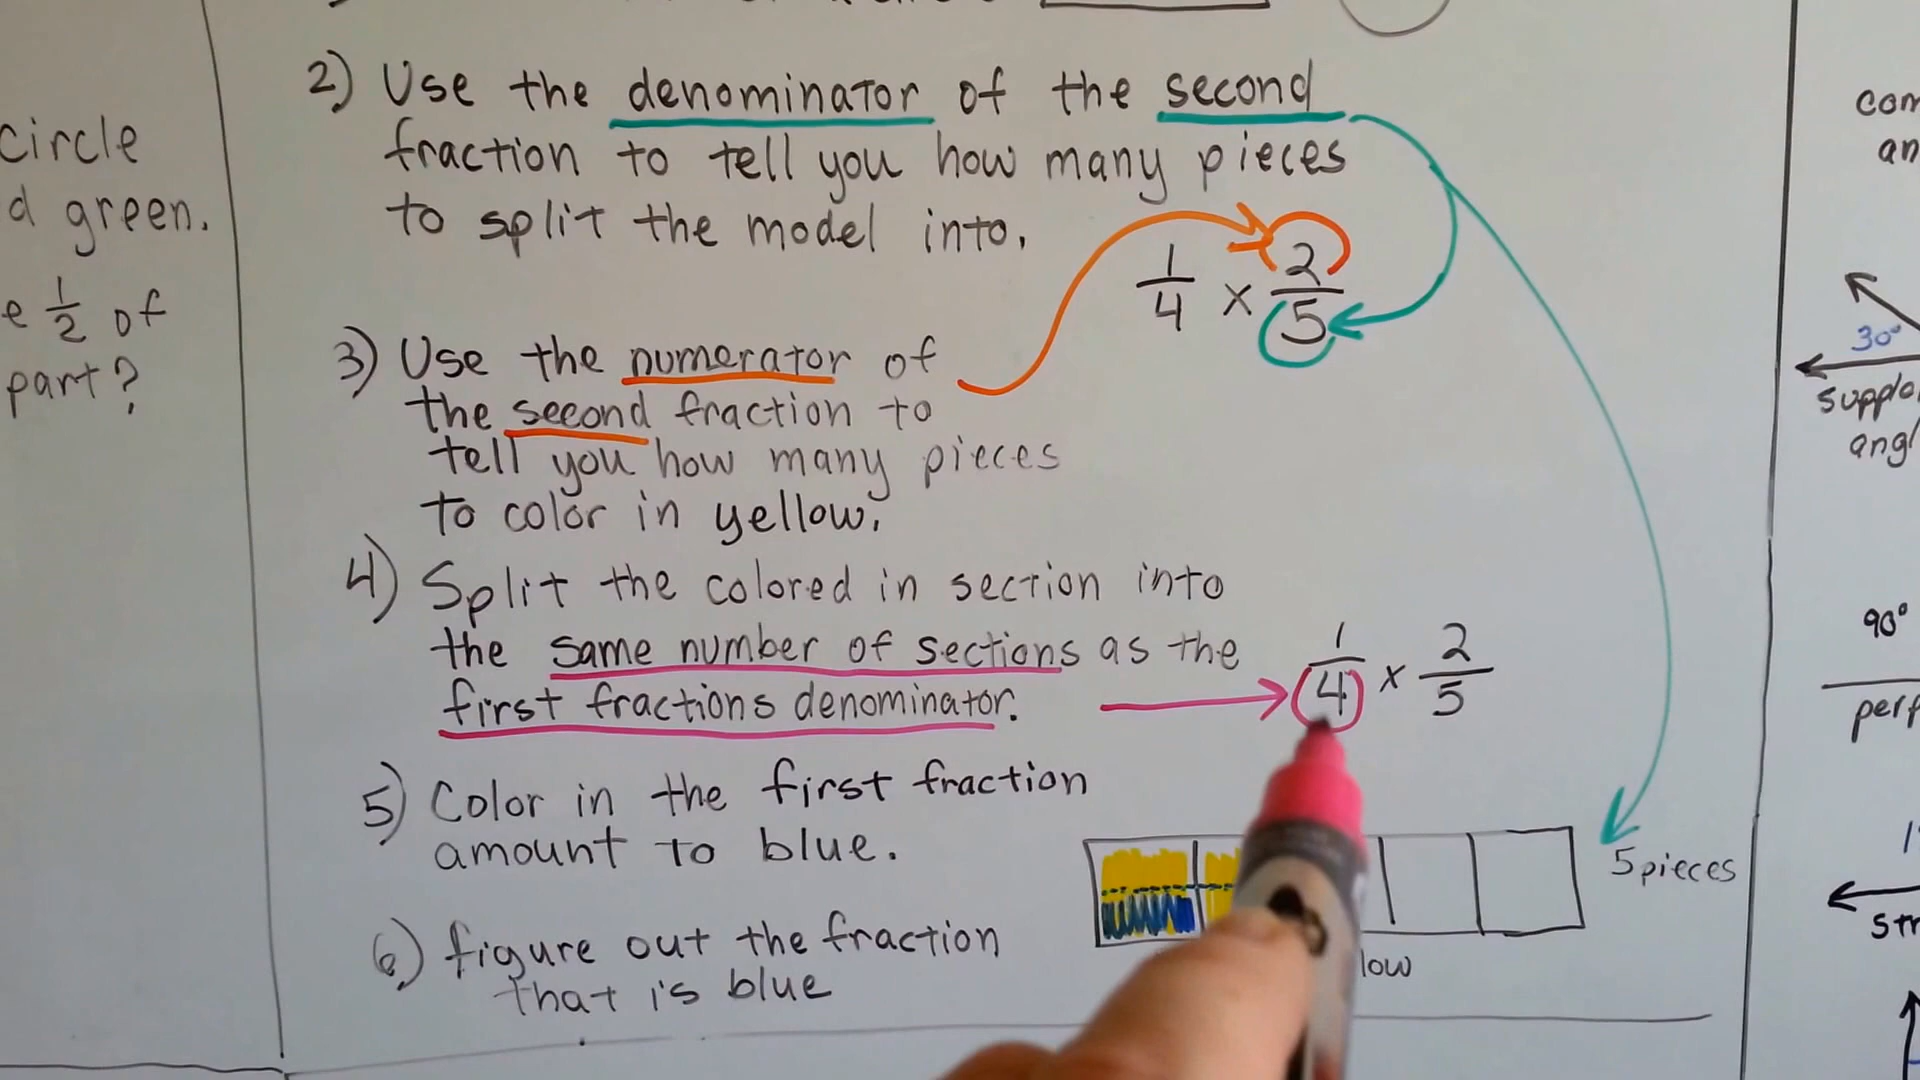 circle
d green.
e 1/2 of
part?
2) Use the denominator of the second
fraction to tell you how many pieces
to split the model into.
1/4 x 2/5
3) Use the numerator of
the second fraction to
tell you how many pieces
to color in yellow.
4) Split the colored in section into
the same number of sections as the
first fractions denominator.
1/4 x 2/5
5) Color in the first fraction
amount to blue.
5 pieces
low
6) figure out the fraction
that is blue
com
an
30°
angl
90°
perp